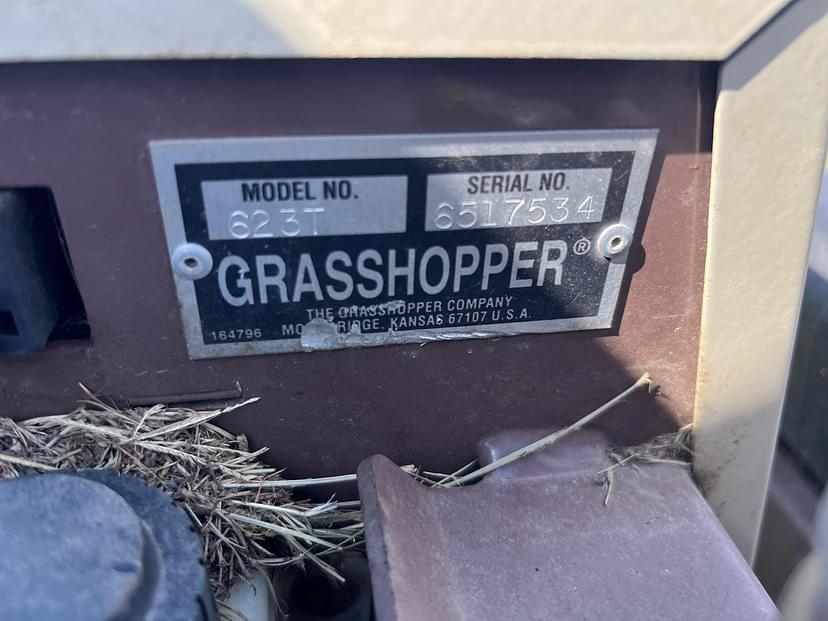 MODEL NO. SERIAL NO.
623T 6517534
GRASSHOPPER®
THE GRASSHOPPER COMPANY
164796 KANSAS 67107 U.S.A.